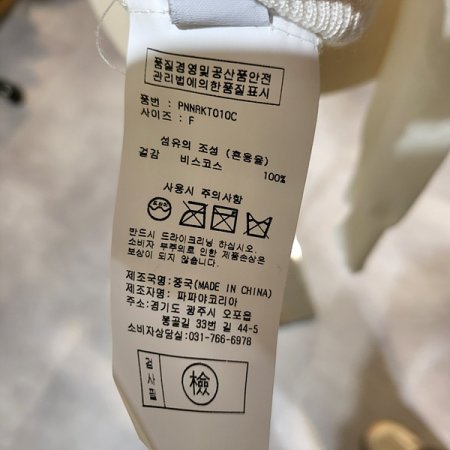 품질경영및공산품안전
관리법에의한품질표시
품번 : PNNRKT010C
사이즈 : F
섬유의 조성 (혼용율)
겉감 비스코스 100%
사용시 주의사항
드라이
반드시 드라이크리닝 하십시오.
소비자 부주의로 인한 제품손상은
보상이 되지 않습니다.
제조국명:중국(MADE IN CHINA)
제조자명: 파파야코리아
주소:경기도 광주시 오포읍
봉골길 33번 길 44-5
소비자상담실:031-766-6978
검사필
檢